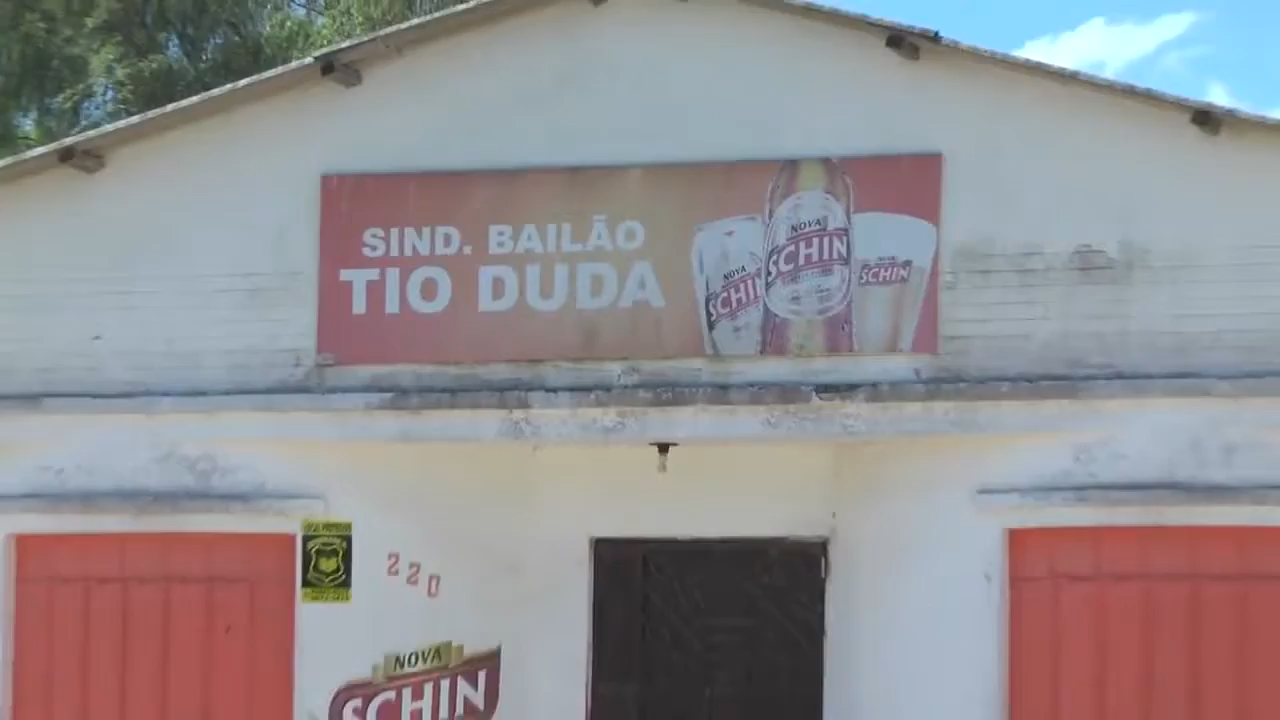 SIND. BAILÃO
TIO DUDA
NOVA
SCHIN
NOVA
SCHIN
SCHIN
220
NOVA
SCHIN